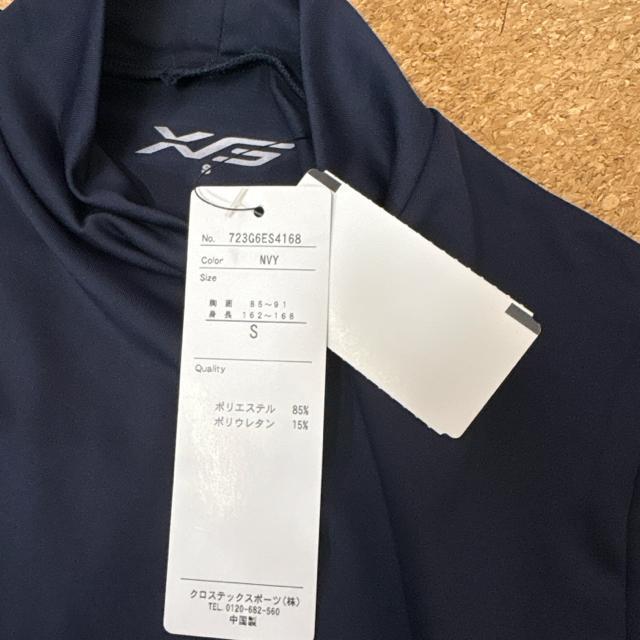 XG
S
No. 723G6ES4168
Color NVY
Size
胸囲 85～91
身長 162～168
S
Quality
ポリエステル 85%
ポリウレタン 15%
クロステックスポーツ(株)
TEL.0120-682-560
中国製